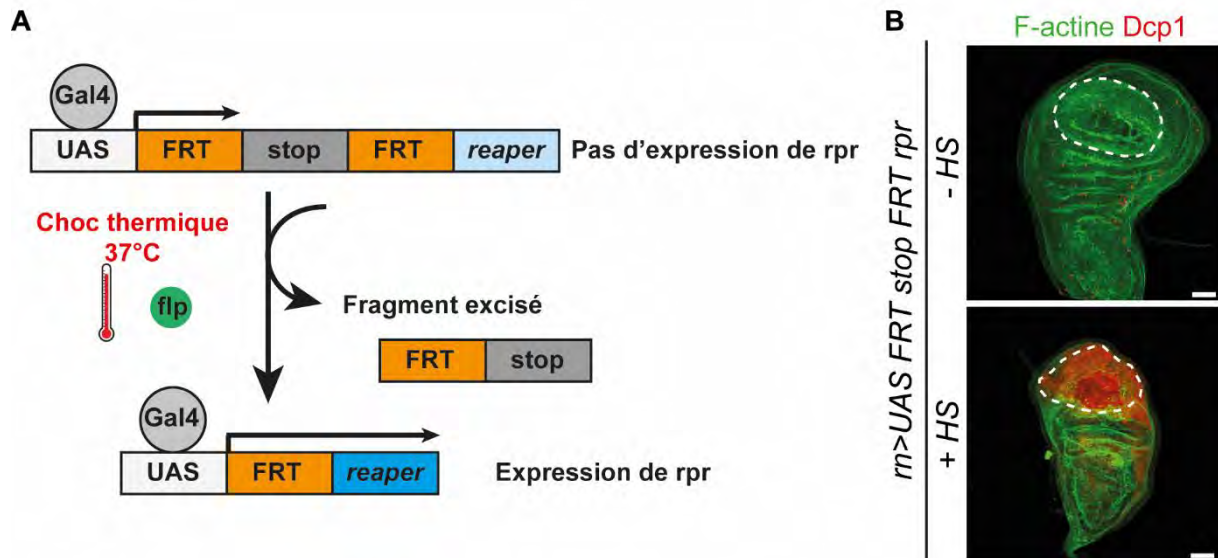 A
Gal4
UAS FRT stop FRT reaper Pas d'expression de rpr
Choc thermique
37°C
flp
Fragment excisé
FRT stop
Gal4
UAS FRT reaper Expression de rpr
B
F-actine Dcp1
rn>UAS FRT stop FRT rpr
- HS
+ HS